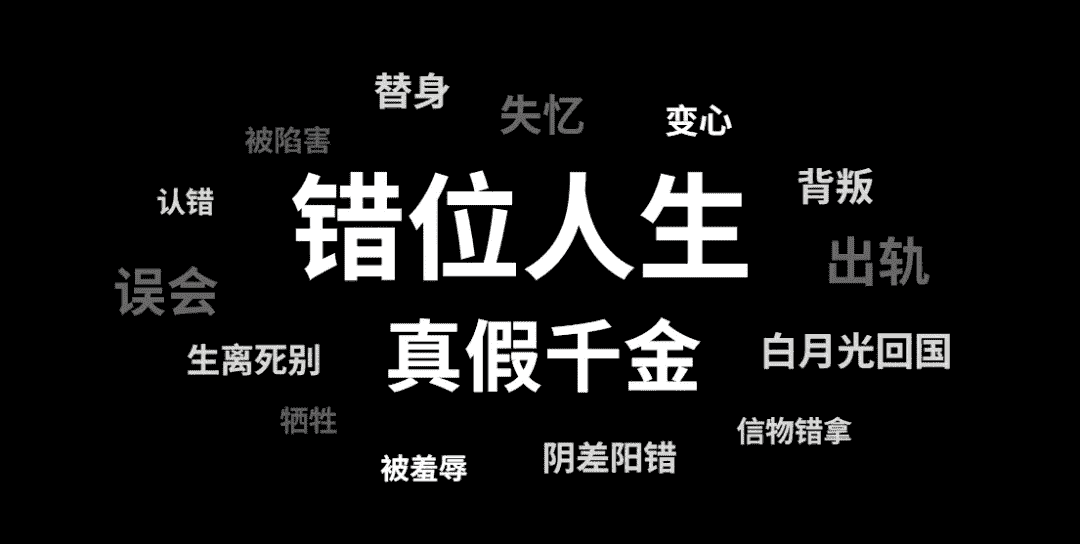 替身
失忆
变心
被陷害
背叛
认错
错位人生
出轨
误会
真假千金
白月光回国
生离死别
牺牲
信物错拿
阴差阳错
被羞辱